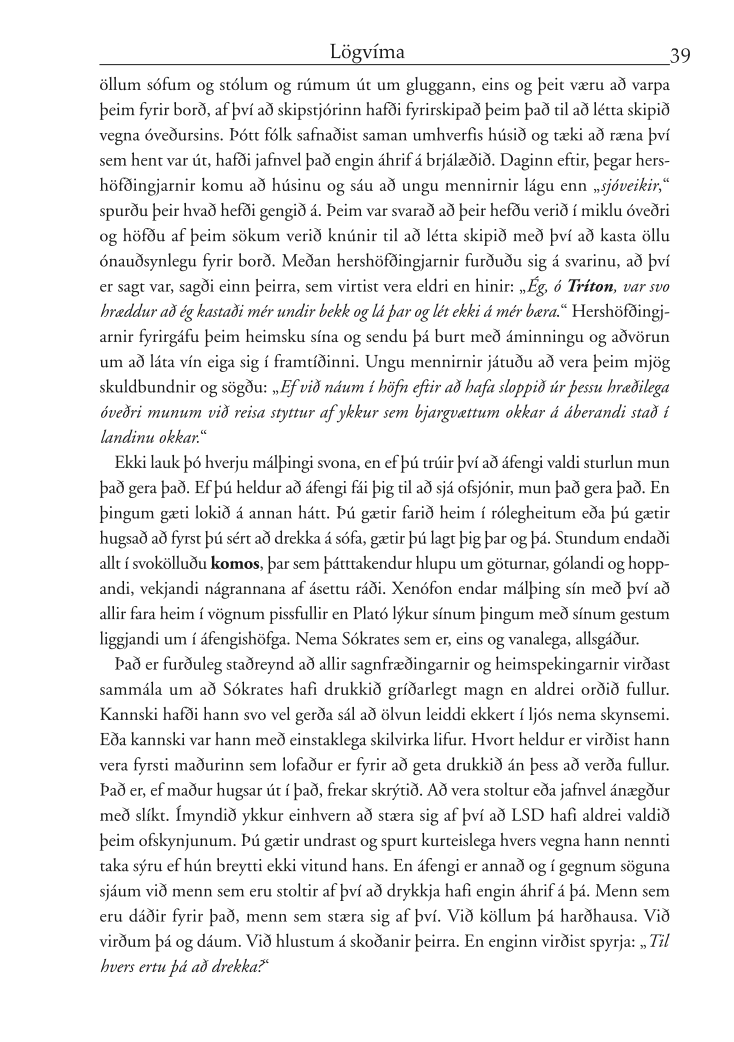 Lögvíma 39
öllum sófum og stólum og rúmum út um gluggann, eins og þeit væru að varpa
þeim fyrir borð, af því að skipstjórinn hafði fyrirskipað þeim það til að létta skipið
vegna óveðursins. Þótt fólk safnaðist saman umhverfis húsið og tæki að ræna því
sem hent var út, hafði jafnvel það engin áhrif á brjálæðið. Daginn eftir, þegar hers-
höfðingjarnir komu að húsinu og sáu að ungu mennirnir lágu enn „sjóveikir,“
spurðu þeir hvað hefði gengið á. Þeim var svarað að þeir hefðu verið í miklu óveðri
og höfðu af þeim sökum verið knúnir til að létta skipið með því að kasta öllu
ónauðsynlegu fyrir borð. Meðan hershöfðingjarnir furðuðu sig á svarinu, að því
er sagt var, sagði einn þeirra, sem virtist vera eldri en hinir: „Ég, ó Tríton, var svo
hræddur að ég kastaði mér undir bekk og lá þar og lét ekki á mér bæra.“ Hershöfðingj-
arnir fyrirgáfu þeim heimsku sína og sendu þá burt með áminningu og aðvörun
um að láta vín eiga sig í framtíðinni. Ungu mennirnir játuðu að vera þeim mjög
skuldbundnir og sögðu: „Ef við náum í höfn eftir að hafa sloppið úr þessu hræðilega
óveðri munum við reisa styttur af ykkur sem bjargvættum okkar á áberandi stað í
landinu okkar.“
Ekki lauk þó hverju málþingi svona, en ef þú trúir því að áfengi valdi sturlun mun
það gera það. Ef þú heldur að áfengi fái þig til að sjá ofsjónir, mun það gera það. En
þingum gæti lokið á annan hátt. Þú gætir farið heim í rólegheitum eða þú gætir
hugsað að fyrst þú sért að drekka á sófa, gætir þú lagt þig þar og þá. Stundum endaði
allt í svokölluðu komos, þar sem þátttakendur hlupu um göturnar, gólandi og hopp-
andi, vekjandi nágrannana af ásettu ráði. Xenófon endar málþing sín með því að
allir fara heim í vögnum pissfullir en Plató lýkur sínum þingum með sínum gestum
liggjandi um í áfengishöfga. Nema Sókrates sem er, eins og vanalega, allsgáður.
Það er furðuleg staðreynd að allir sagnfræðingarnir og heimspekingarnir virðast
sammála um að Sókrates hafi drukkið gríðarlegt magn en aldrei orðið fullur.
Kannski hafði hann svo vel gerða sál að ölvun leiddi ekkert í ljós nema skynsemi.
Eða kannski var hann með einstaklega skilvirka lifur. Hvort heldur er virðist hann
vera fyrsti maðurinn sem lofaður er fyrir að geta drukkið án þess að verða fullur.
Það er, ef maður hugsar út í það, frekar skrýtið. Að vera stoltur eða jafnvel ánægður
með slíkt. Ímyndið ykkur einhvern að stæra sig af því að LSD hafi aldrei valdið
þeim ofskynjunum. Þú gætir undrast og spurt kurteislega hvers vegna hann nennti
taka sýru ef hún breytti ekki vitund hans. En áfengi er annað og í gegnum söguna
sjáum við menn sem eru stoltir af því að drykkja hafi engin áhrif á þá. Menn sem
eru dáðir fyrir það, menn sem stæra sig af því. Við köllum þá harðhausa. Við
virðum þá og dáum. Við hlustum á skoðanir þeirra. En enginn virðist spyrja: „Til
hvers ertu þá að drekka?“